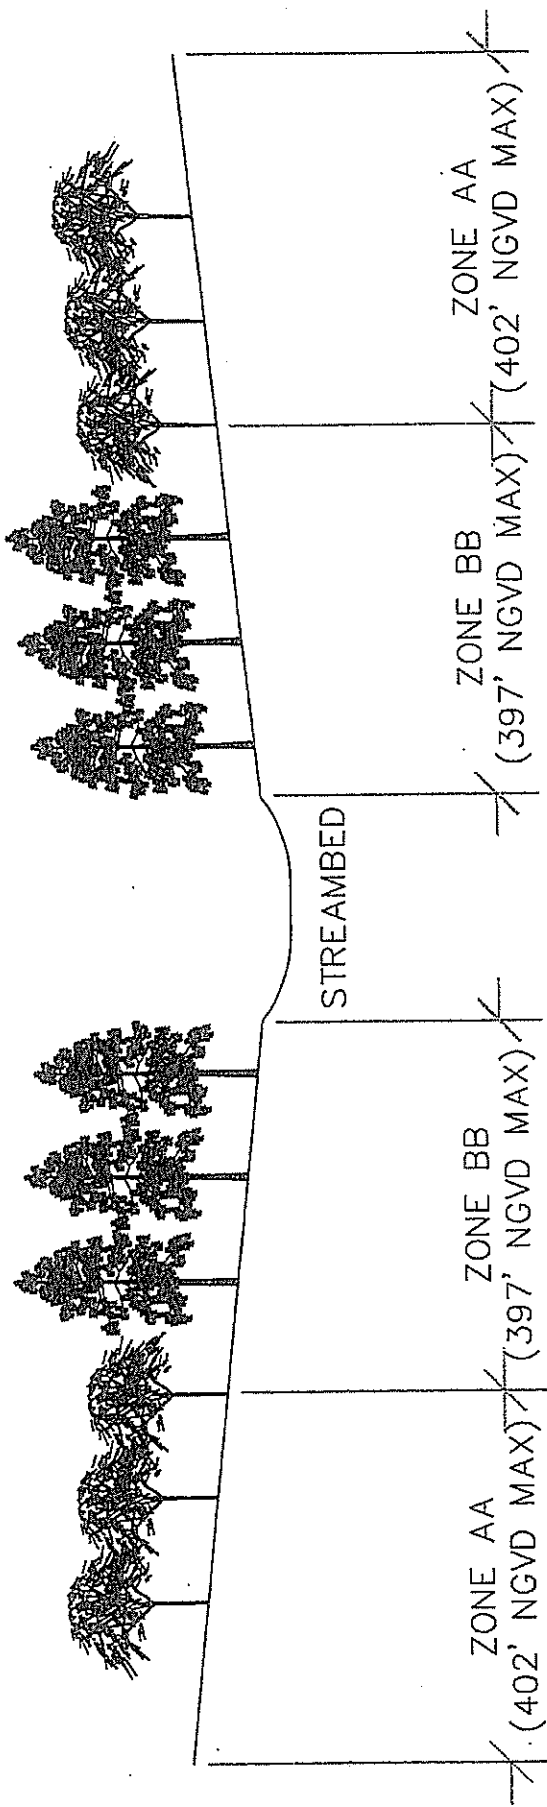 ZONE AA
(402' NGVD MAX)
ZONE BB
(397' NGVD MAX)
STREAMBED
ZONE BB
(397' NGVD MAX)
ZONE AA
(402' NGVD MAX)